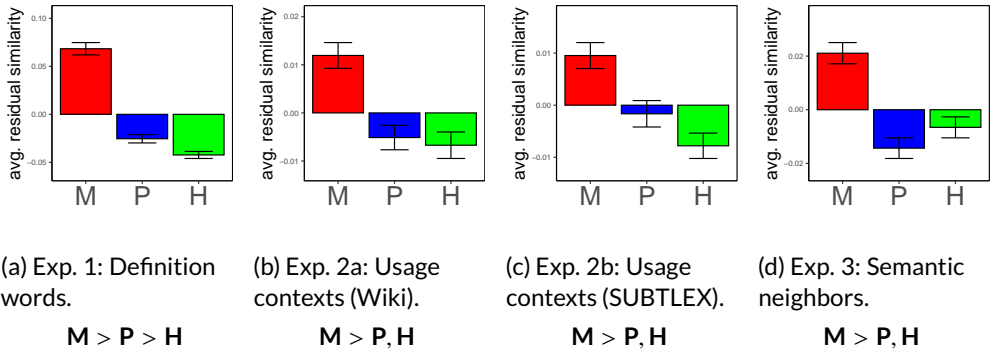 avg. residual similarity
0.10
0.05
0.00
−0.05
M P H
avg. residual similarity
0.02
0.01
0.00
−0.01
M P H
avg. residual similarity
0.01
0.00
−0.01
M P H
avg. residual similarity
0.02
0.00
−0.02
M P H
(a) Exp. 1: Definition
words.
M > P > H
(b) Exp. 2a: Usage
contexts (Wiki).
M > P, H
(c) Exp. 2b: Usage
contexts (SUBTLEX).
M > P, H
(d) Exp. 3: Semantic
neighbors.
M > P, H